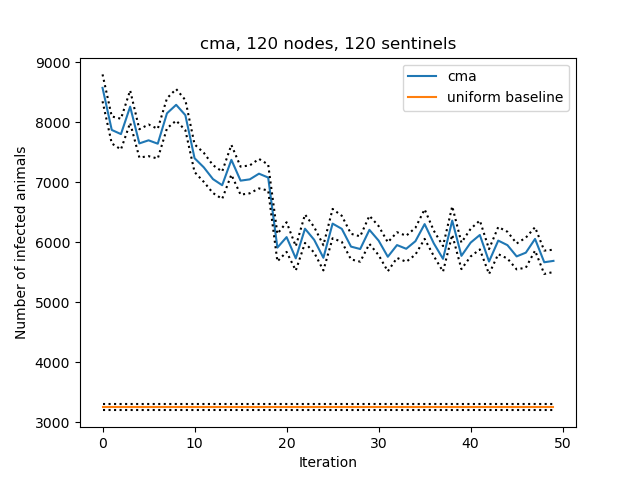 cma, 120 nodes, 120 sentinels
cma
uniform baseline
9000
8000
7000
6000
5000
4000
3000
Number of infected animals
0 10 20 30 40 50
Iteration